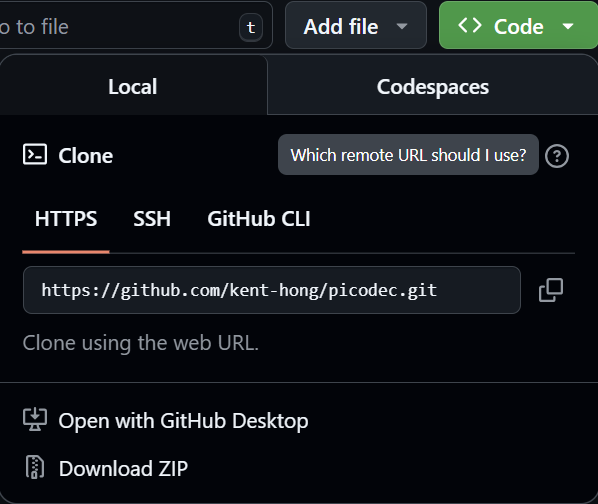 o to file
t
Add file
Code
Local
Codespaces
Clone
Which remote URL should I use?
HTTPS
SSH
GitHub CLI
https://github.com/kent-hong/picodec.git
Clone using the web URL.
Open with GitHub Desktop
Download ZIP